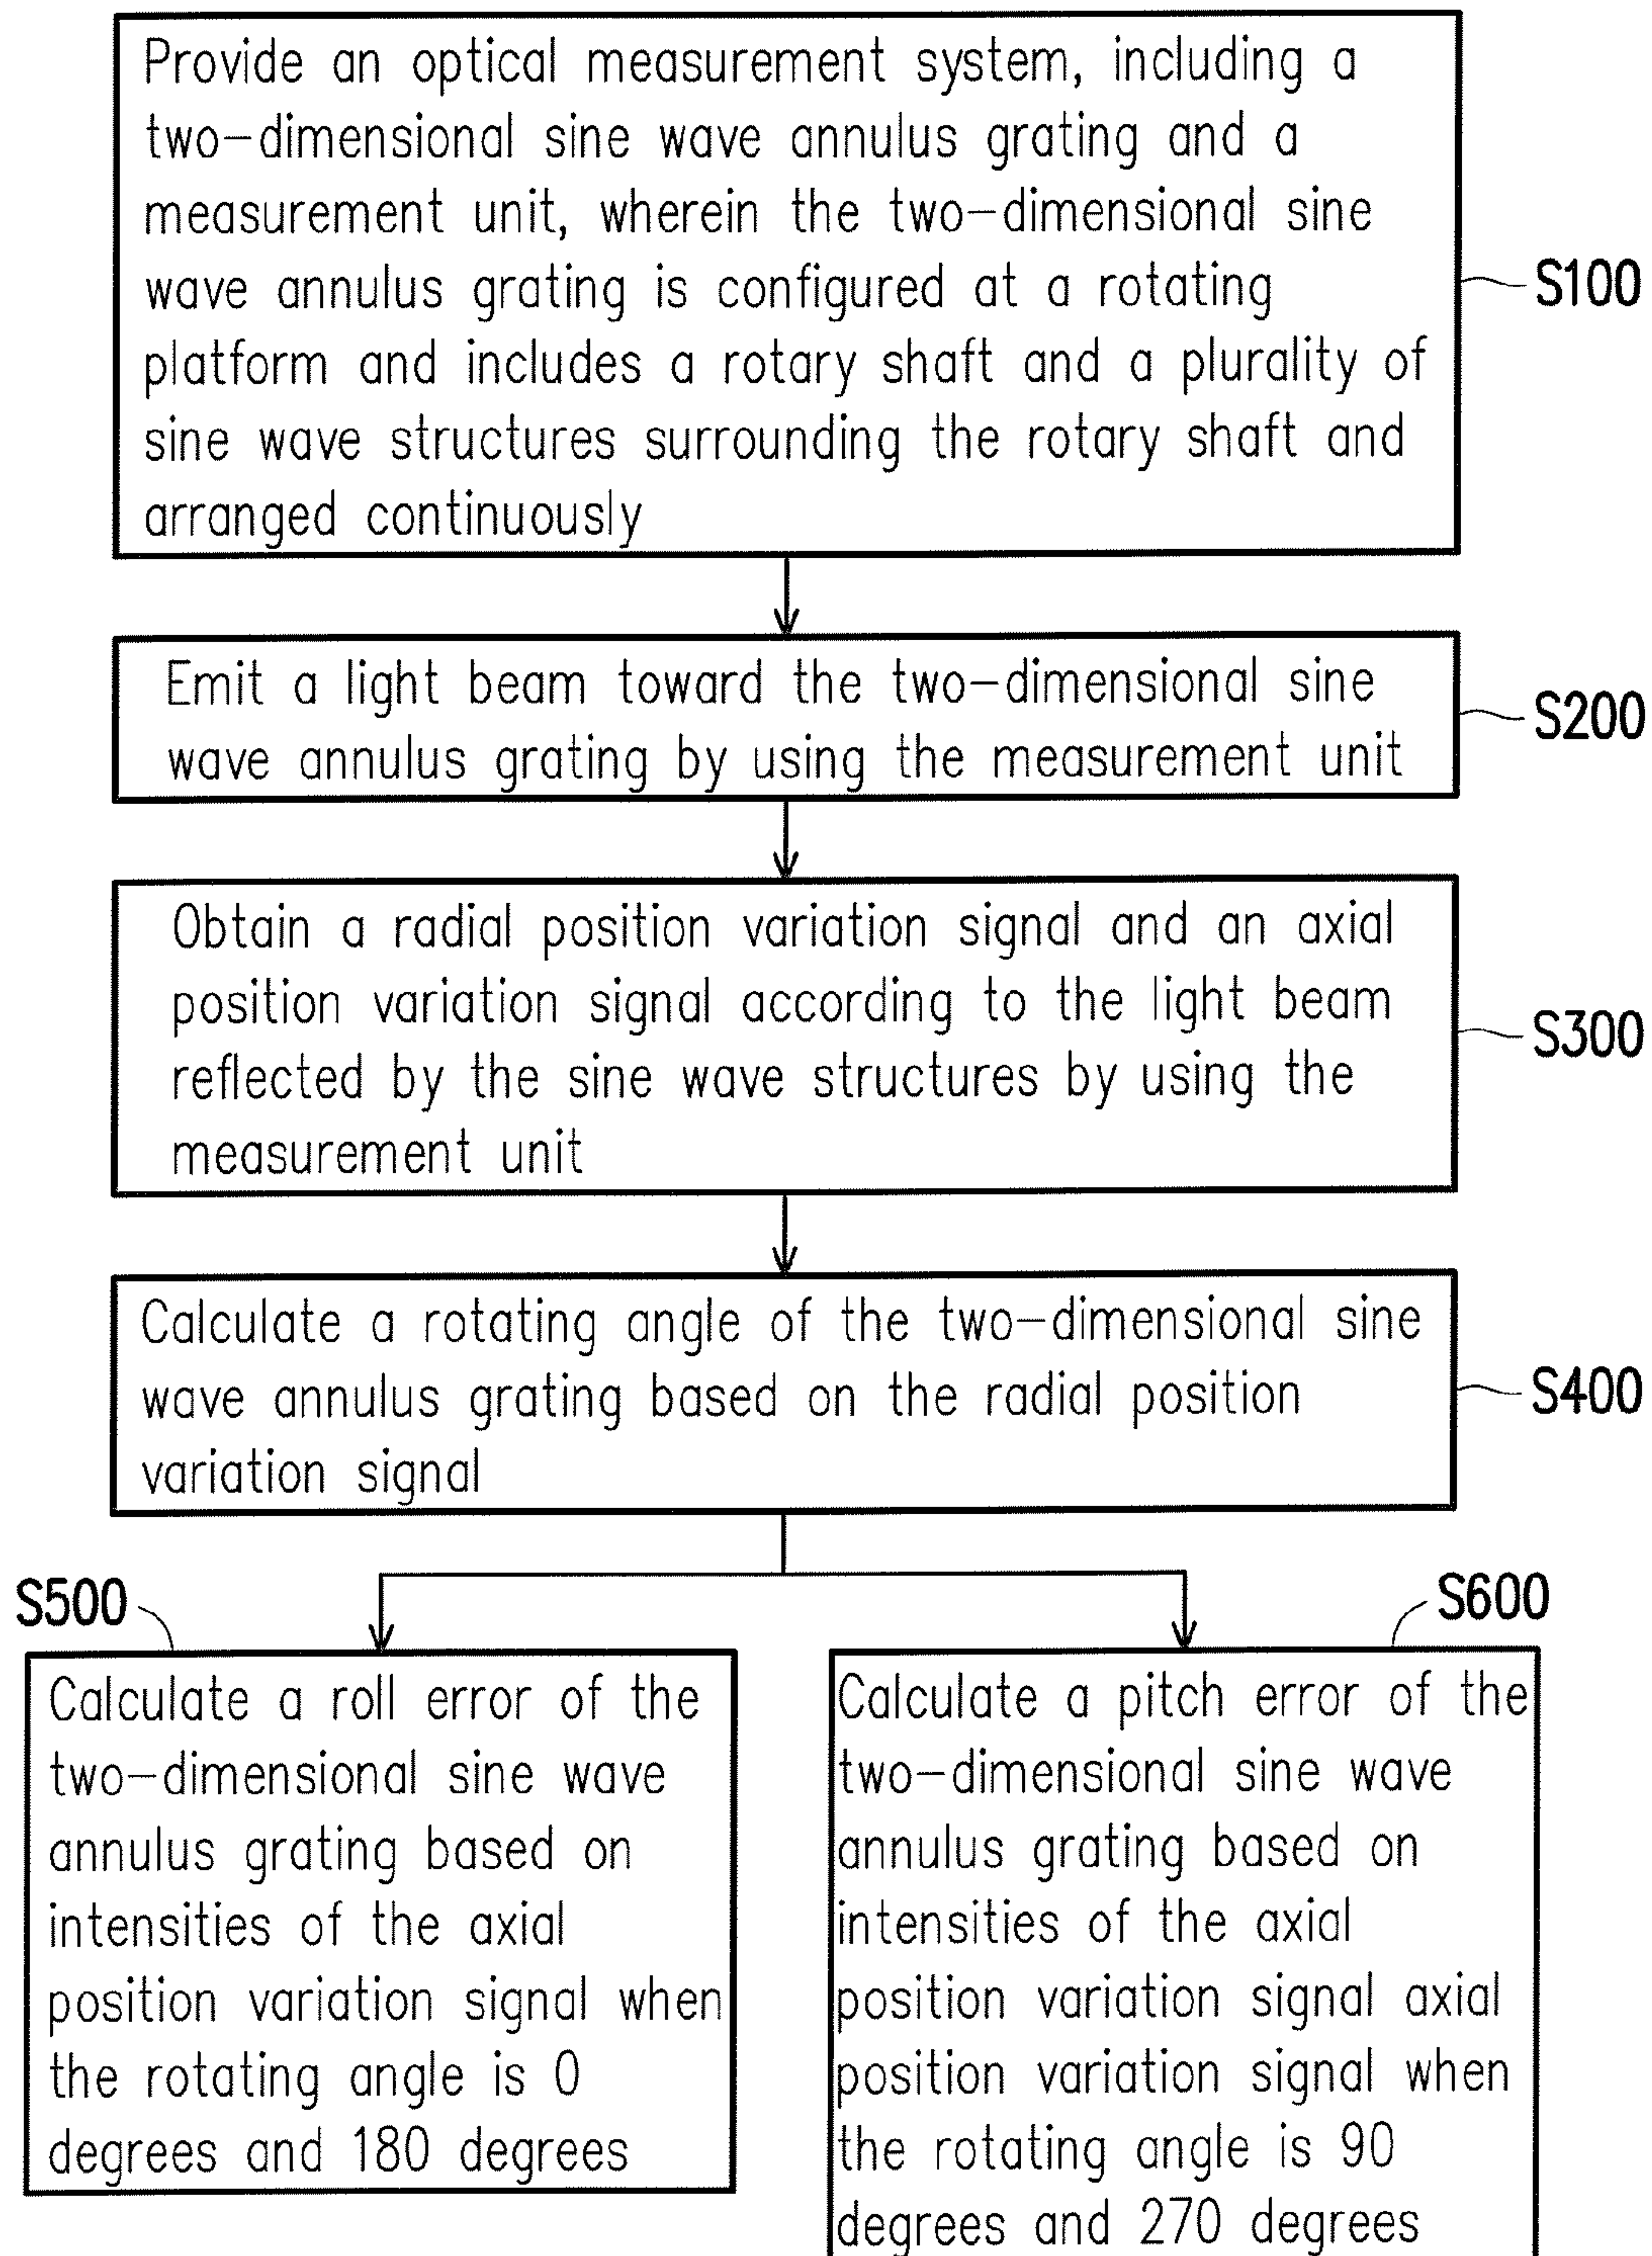 Provide an optical measurement system, including a
two-dimensional sine wave annulus grating and a
measurement unit, wherein the two-dimensional sine
wave annulus grating is configured at a rotating
platform and includes a rotary shaft and a plurality of
sine wave structures surrounding the rotary shaft and
arranged continuously
S100
Emit a light beam toward the two-dimensional sine
wave annulus grating by using the measurement unit
S200
Obtain a radial position variation signal and an axial
position variation signal according to the light beam
reflected by the sine wave structures by using the
measurement unit
S300
Calculate a rotating angle of the two-dimensional sine
wave annulus grating based on the radial position
variation signal
S400
S500
Calculate a roll error of the
two-dimensional sine wave
annulus grating based on
intensities of the axial
position variation signal when
the rotating angle is 0
degrees and 180 degrees
S600
Calculate a pitch error of the
two-dimensional sine wave
annulus grating based on
intensities of the axial
position variation signal axial
position variation signal when
the rotating angle is 90
degrees and 270 degrees